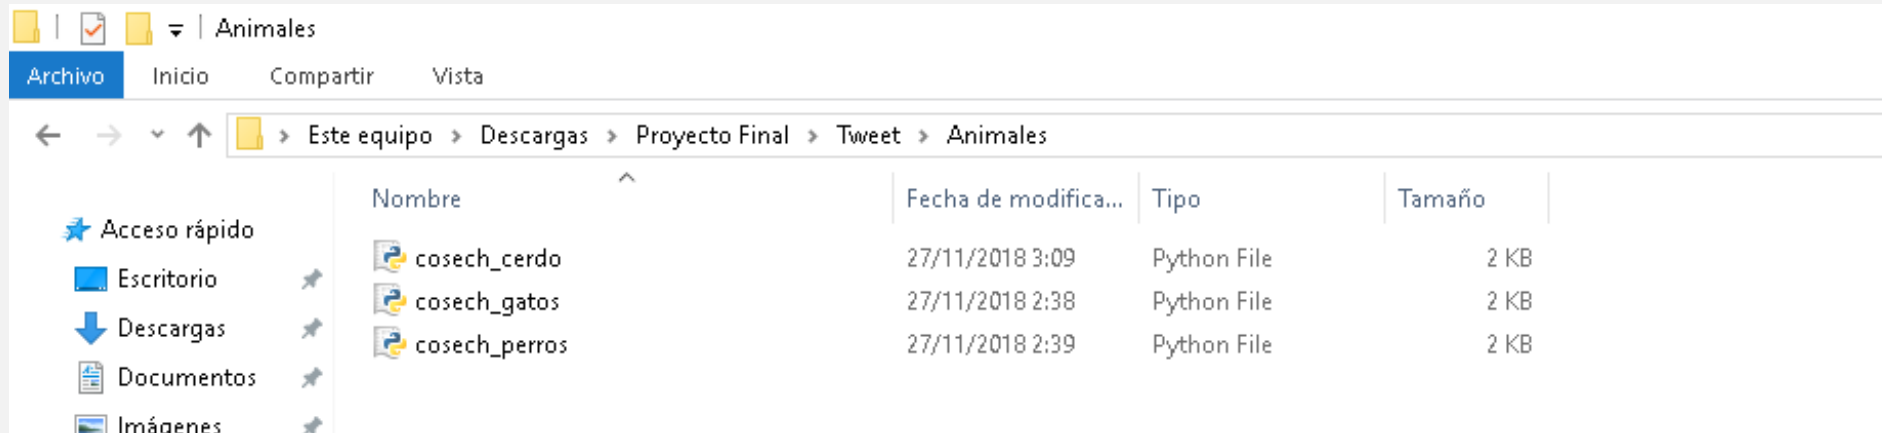 Animales
Archivo Inicio Compartir Vista
Este equipo > Descargas > Proyecto Final > Tweet > Animales
Nombre Fecha de modifica... Tipo Tamaño
Acceso rápido
Escritorio
Descargas
Documentos
Imágenes
cosech_cerdo 27/11/2018 3:09 Python File 2 KB
cosech_gatos 27/11/2018 2:38 Python File 2 KB
cosech_perros 27/11/2018 2:39 Python File 2 KB